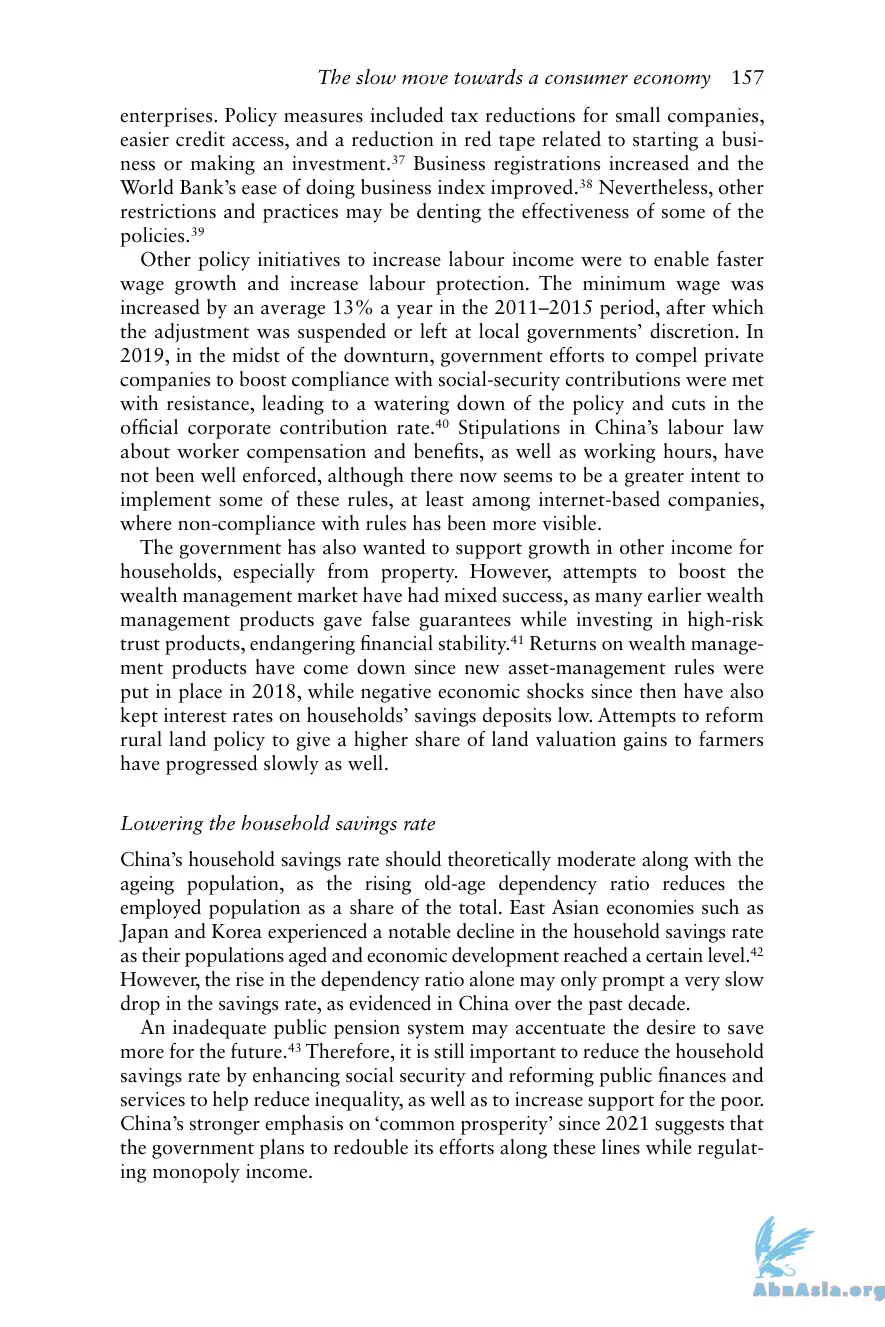 The slow move towards a consumer economy 157
enterprises. Policy measures included tax reductions for small companies,
easier credit access, and a reduction in red tape related to starting a busi-
ness or making an investment.³⁷ Business registrations increased and the
World Bank’s ease of doing business index improved.³⁸ Nevertheless, other
restrictions and practices may be denting the effectiveness of some of the
policies.³⁹
Other policy initiatives to increase labour income were to enable faster
wage growth and increase labour protection. The minimum wage was
increased by an average 13% a year in the 2011–2015 period, after which
the adjustment was suspended or left at local governments’ discretion. In
2019, in the midst of the downturn, government efforts to compel private
companies to boost compliance with social-security contributions were met
with resistance, leading to a watering down of the policy and cuts in the
official corporate contribution rate.⁴⁰ Stipulations in China’s labour law
about worker compensation and benefits, as well as working hours, have
not been well enforced, although there now seems to be a greater intent to
implement some of these rules, at least among internet-based companies,
where non-compliance with rules has been more visible.
The government has also wanted to support growth in other income for
households, especially from property. However, attempts to boost the
wealth management market have had mixed success, as many earlier wealth
management products gave false guarantees while investing in high-risk
trust products, endangering financial stability.⁴¹ Returns on wealth manage-
ment products have come down since new asset-management rules were
put in place in 2018, while negative economic shocks since then have also
kept interest rates on households’ savings deposits low. Attempts to reform
rural land policy to give a higher share of land valuation gains to farmers
have progressed slowly as well.
Lowering the household savings rate
China’s household savings rate should theoretically moderate along with the
ageing population, as the rising old-age dependency ratio reduces the
employed population as a share of the total. East Asian economies such as
Japan and Korea experienced a notable decline in the household savings rate
as their populations aged and economic development reached a certain level.⁴²
However, the rise in the dependency ratio alone may only prompt a very slow
drop in the savings rate, as evidenced in China over the past decade.
An inadequate public pension system may accentuate the desire to save
more for the future.⁴³ Therefore, it is still important to reduce the household
savings rate by enhancing social security and reforming public finances and
services to help reduce inequality, as well as to increase support for the poor.
China’s stronger emphasis on ‘common prosperity’ since 2021 suggests that
the government plans to redouble its efforts along these lines while regulat-
ing monopoly income.
AbnAsia.org